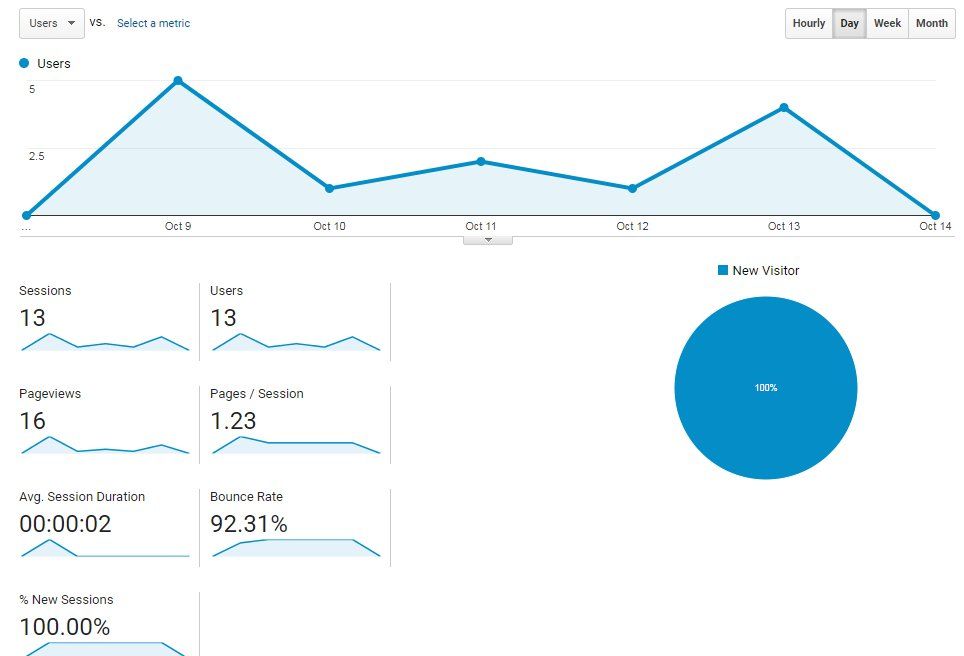 Users vs. Select a metric Hourly Day Week Month
Users
5
2.5
... Oct 9 Oct 10 Oct 11 Oct 12 Oct 13 Oct 14
New Visitor
100%
Sessions Users
13 13
Pageviews Pages / Session
16 1.23
Avg. Session Duration Bounce Rate
00:00:02 92.31%
% New Sessions
100.00%